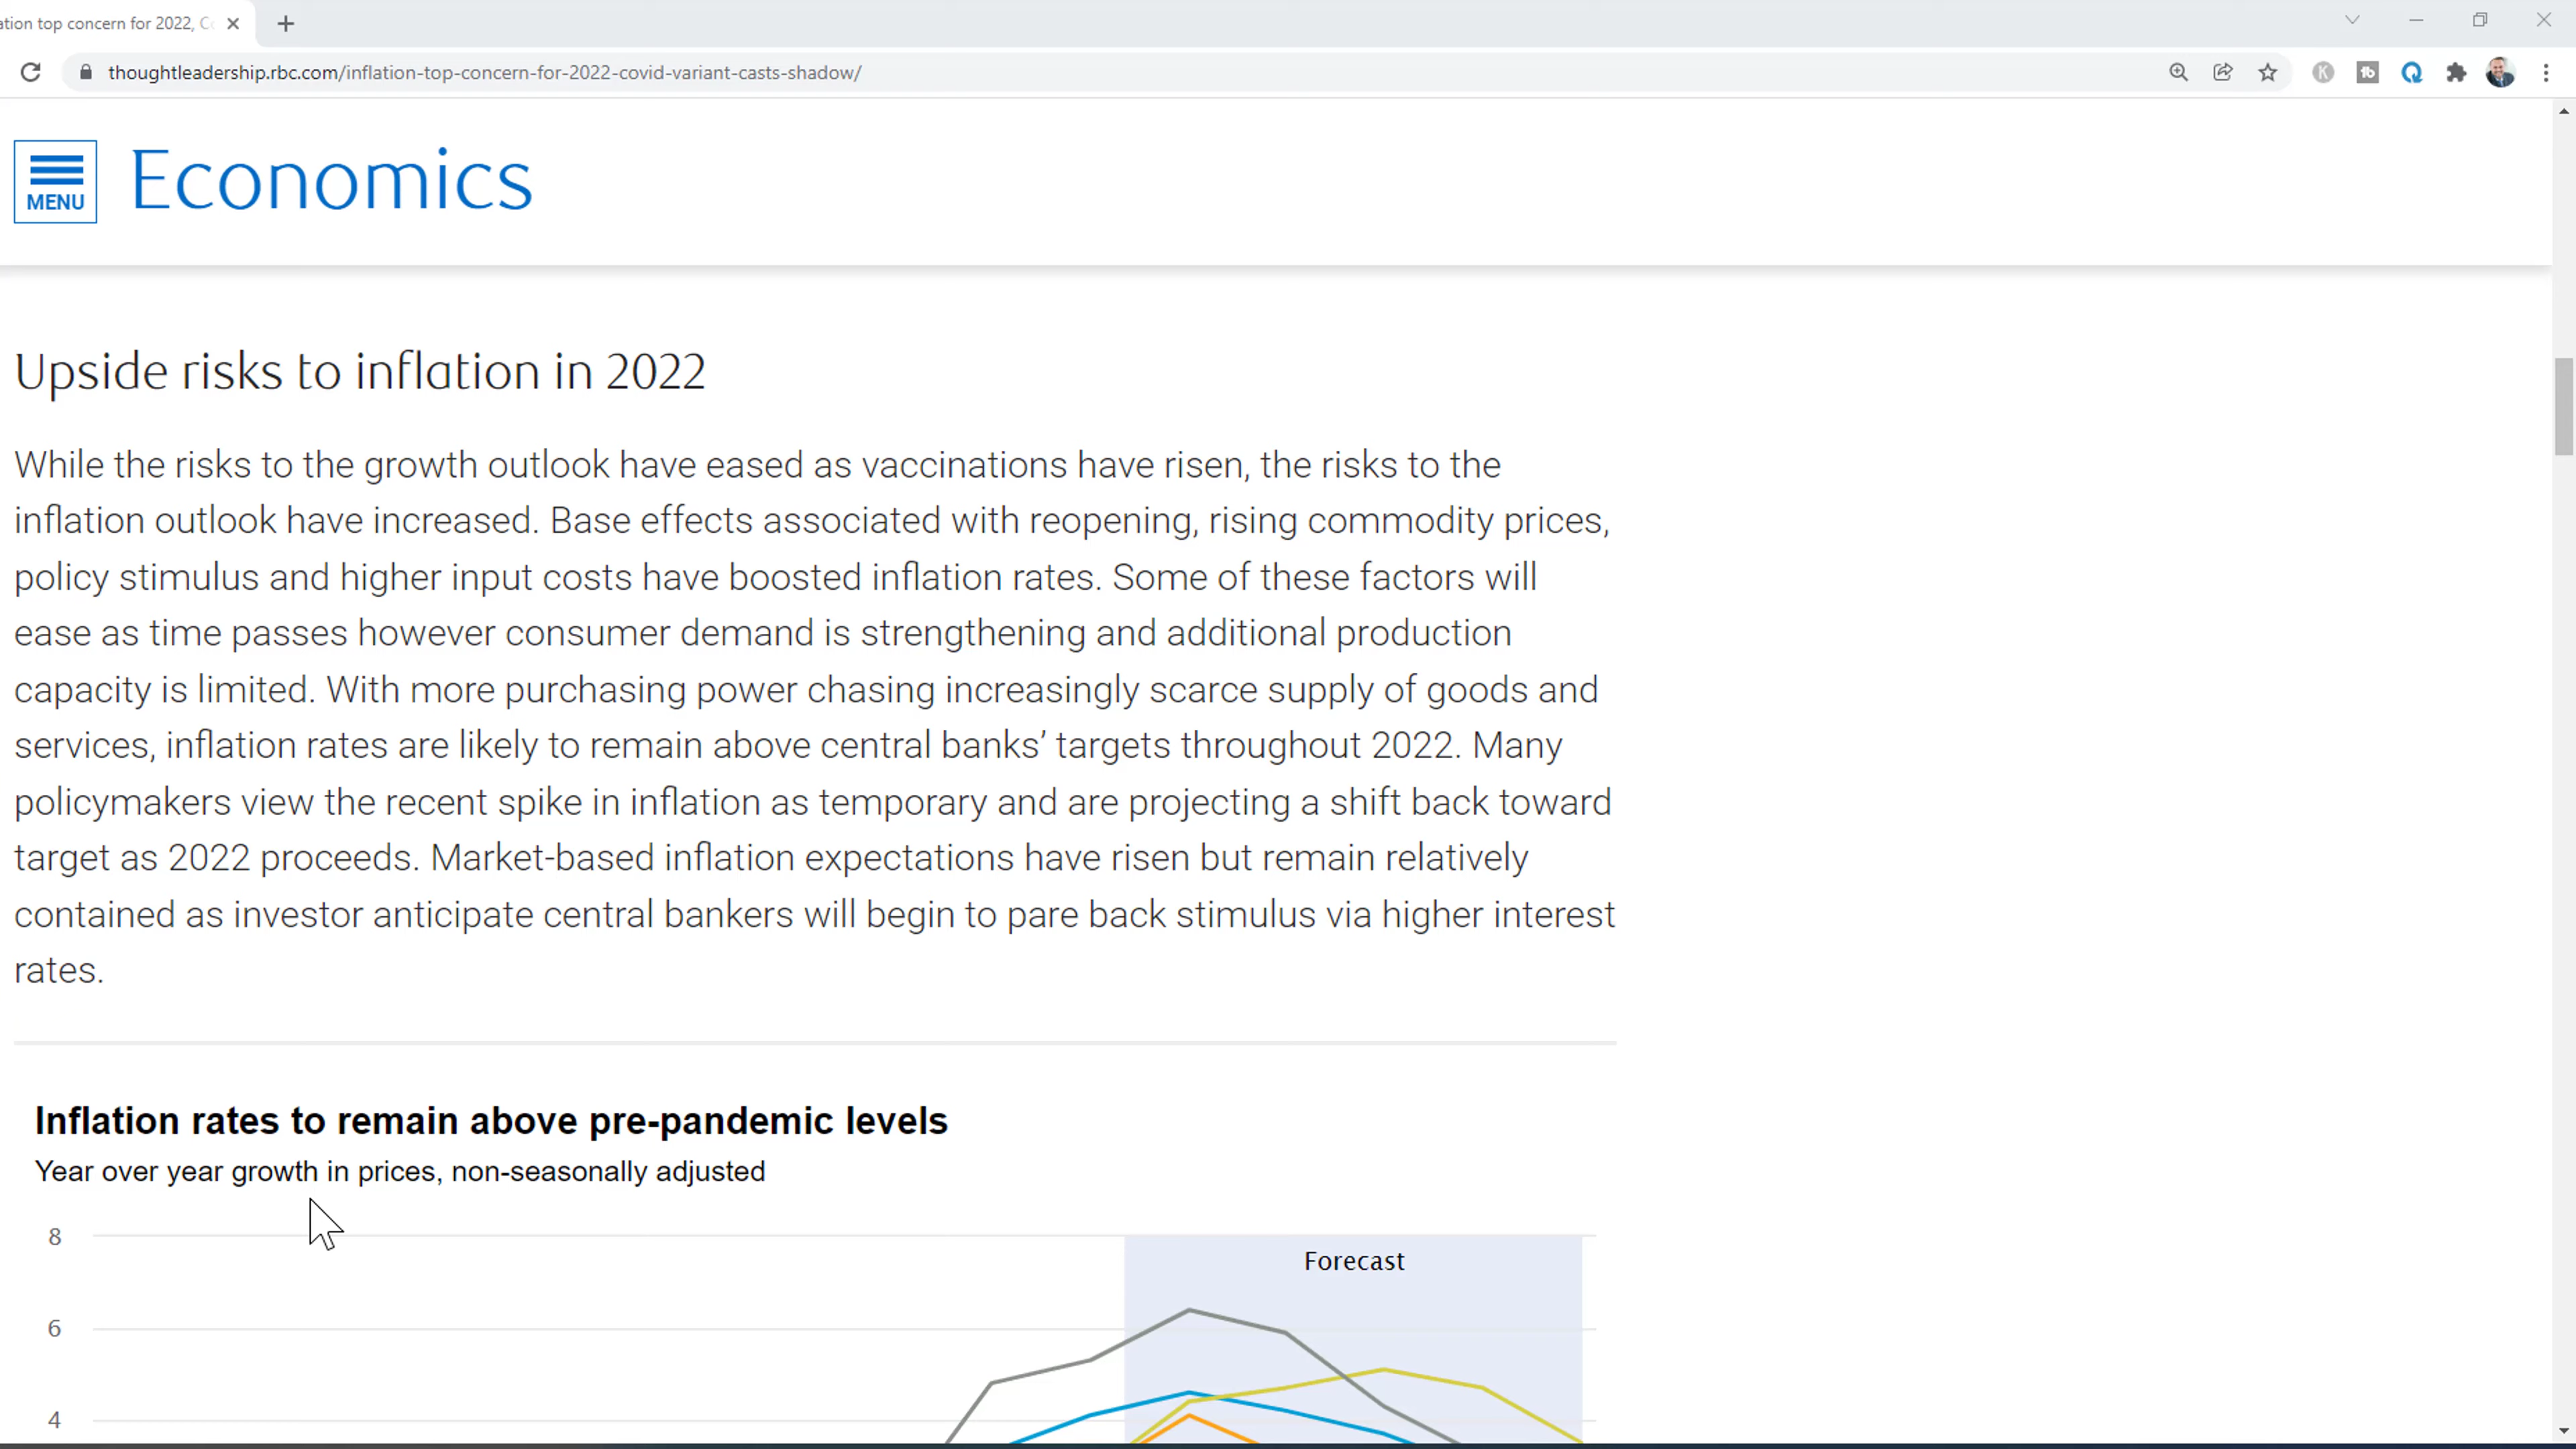 ation top concern for 2022, C
thoughtleadership.rbc.com/inflation-top-concern-for-2022-covid-variant-casts-shadow/
K
MENU
Economics
Upside risks to inflation in 2022
While the risks to the growth outlook have eased as vaccinations have risen, the risks to the
inflation outlook have increased. Base effects associated with reopening, rising commodity prices,
policy stimulus and higher input costs have boosted inflation rates. Some of these factors will
ease as time passes however consumer demand is strengthening and additional production
capacity is limited. With more purchasing power chasing increasingly scarce supply of goods and
services, inflation rates are likely to remain above central banks’ targets throughout 2022. Many
policymakers view the recent spike in inflation as temporary and are projecting a shift back toward
target as 2022 proceeds. Market-based inflation expectations have risen but remain relatively
contained as investor anticipate central bankers will begin to pare back stimulus via higher interest
rates.
Inflation rates to remain above pre-pandemic levels
Year over year growth in prices, non-seasonally adjusted
8
Forecast
6
4